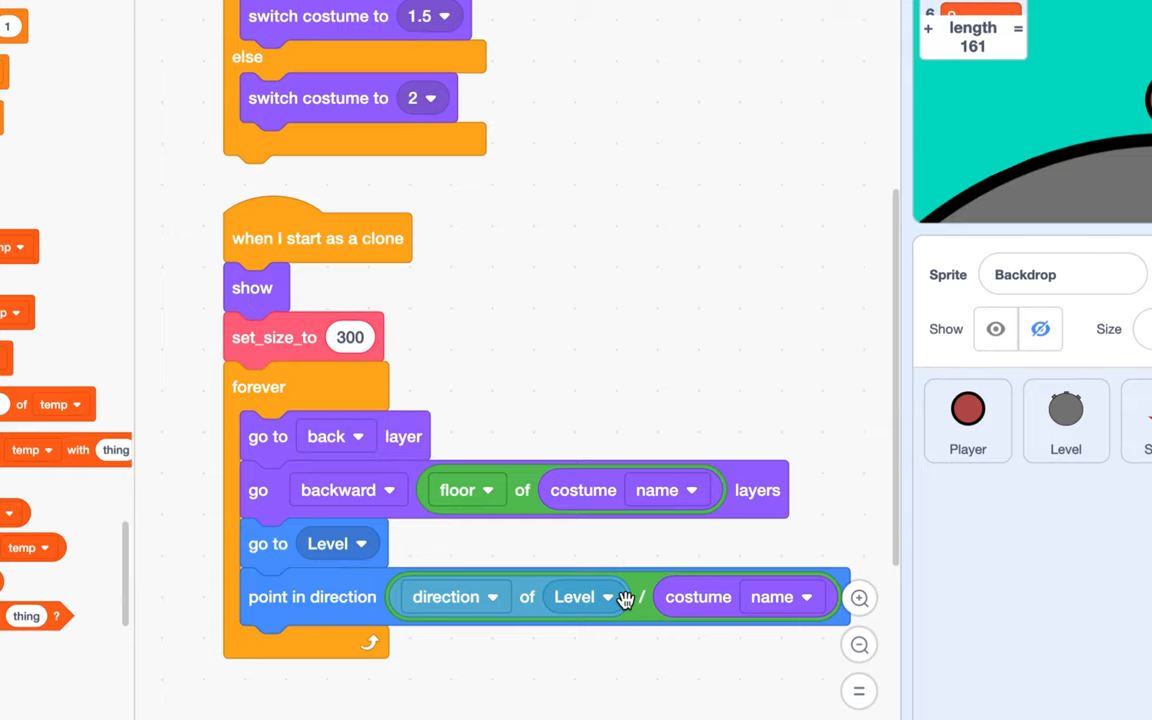 switch costume to 1.5
else
switch costume to 2
when I start as a clone
show
set_size_to 300
forever
go to back layer
go backward floor of costume name layers
go to Level
point in direction direction of Level / costume name
1
of temp
temp with thing
temp
thing ?
6
+ length =
161
Sprite Backdrop
Show Size
Player Level